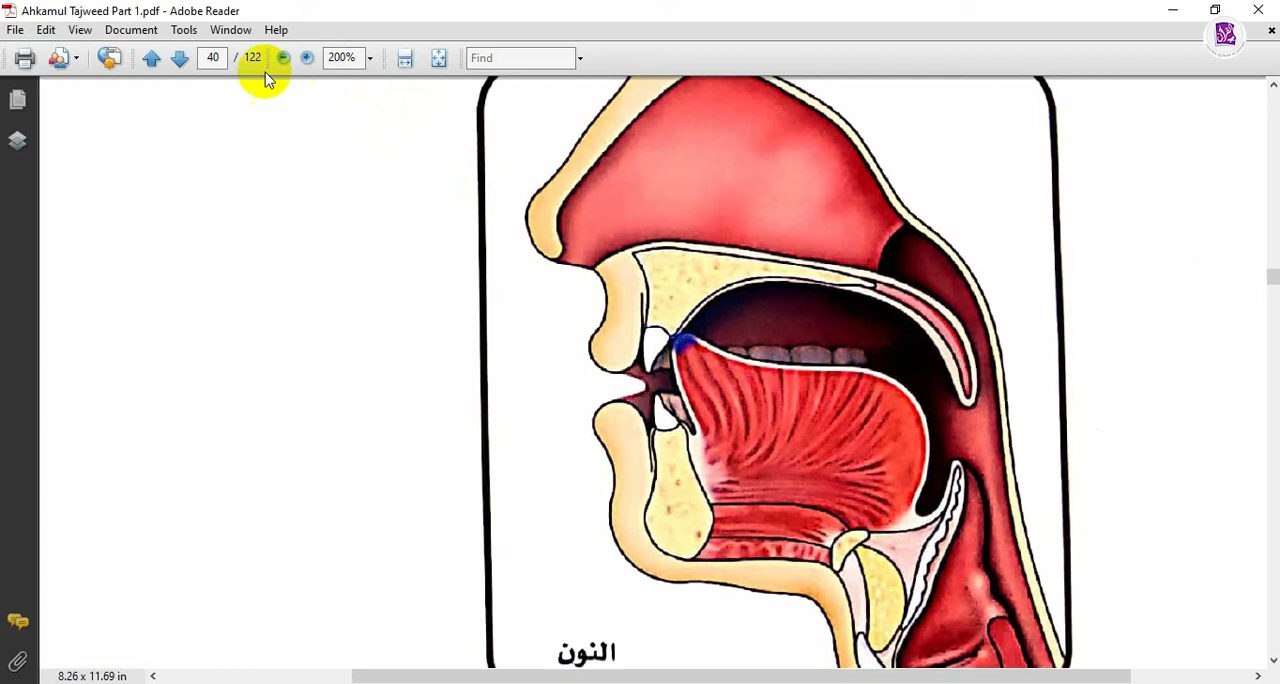 Ahkamul Tajweed Part 1.pdf - Adobe Reader
File Edit View Document Tools Window Help
40 / 122 200% Find
النون
8.26 x 11.69 in